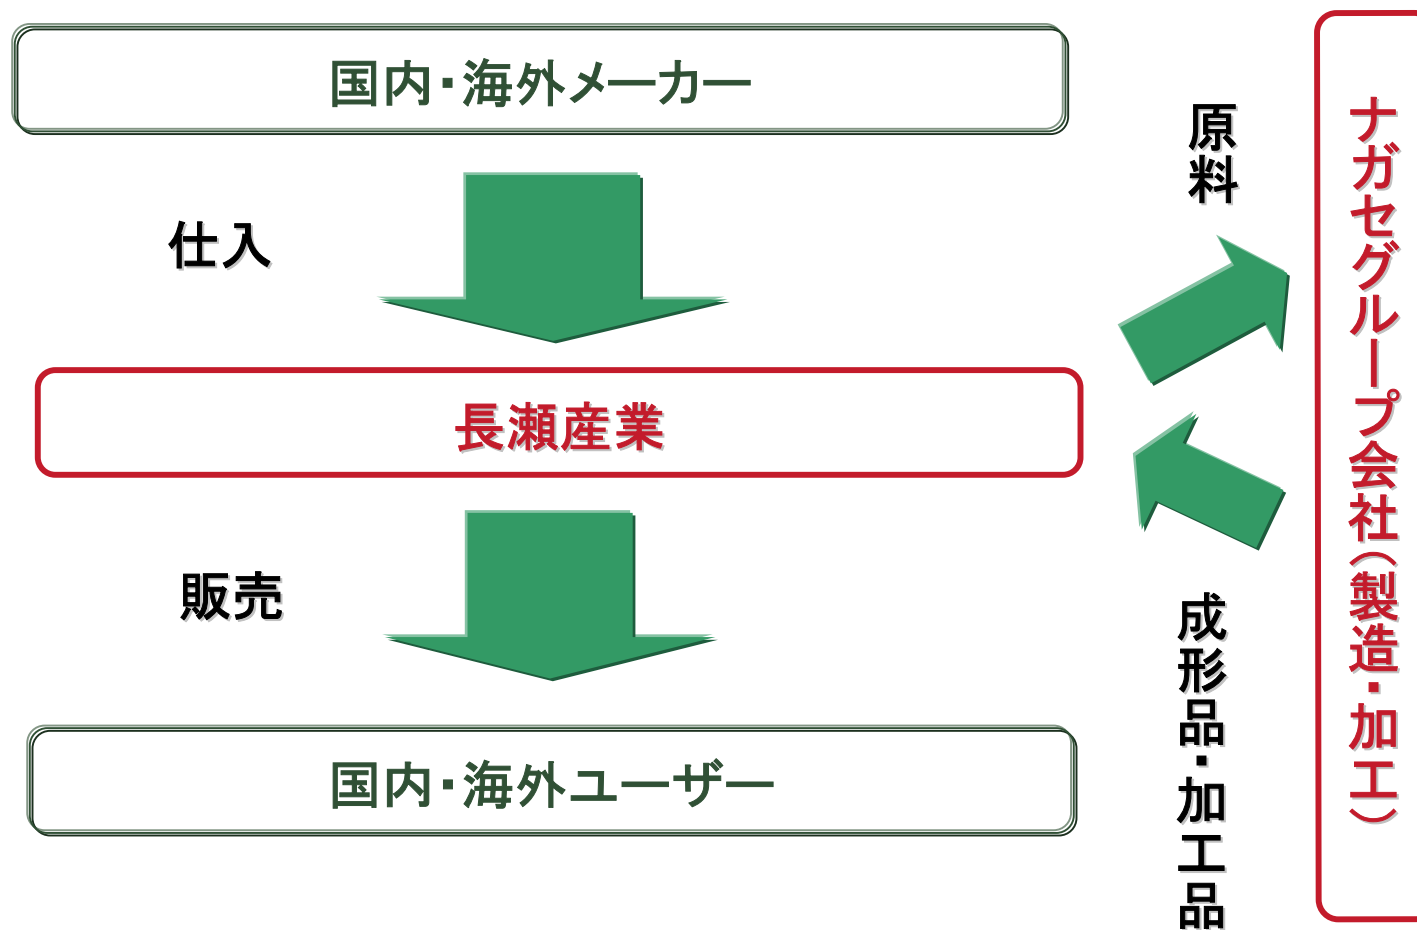 国内・海外メーカー
仕入
長瀬産業
販売
国内・海外ユーザー
原料
成形品・加工品
ナガセグループ会社（製造・加工）